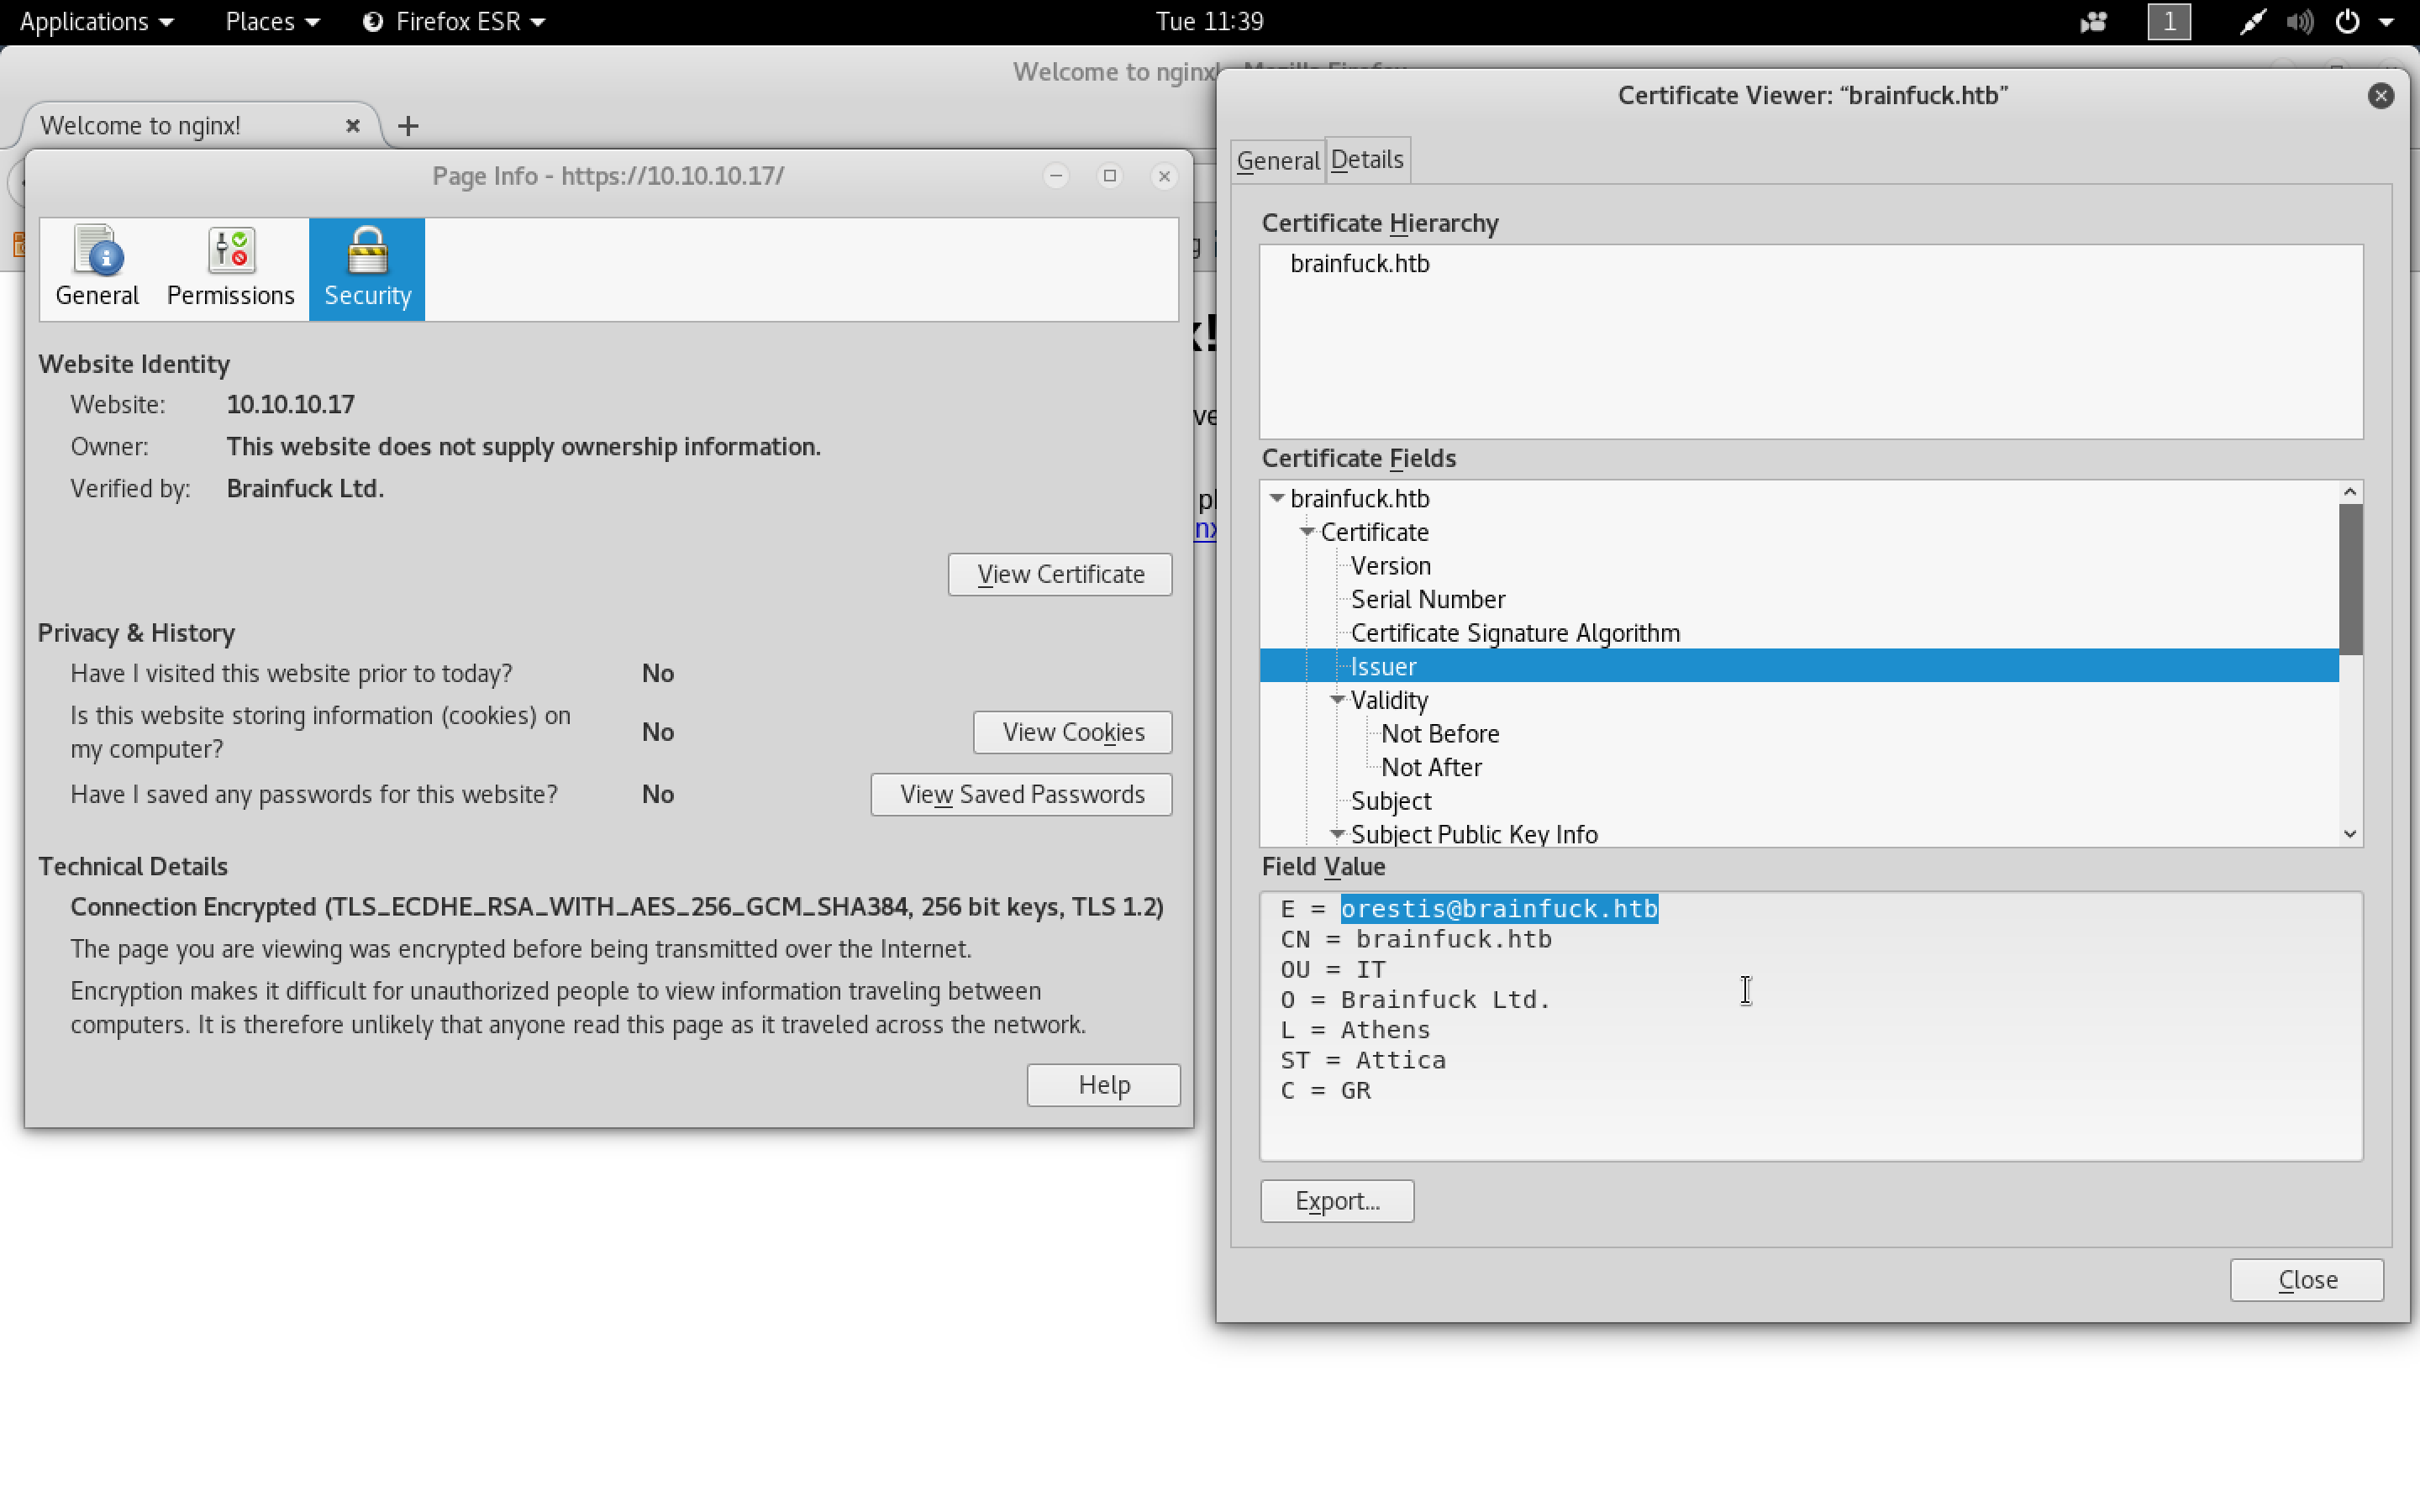 Applications Places Firefox ESR Tue 11:39 1
Welcome to nginx! - Mozilla Firefox
Welcome to nginx!
Page Info - https://10.10.10.17/
General Permissions Security
Website Identity
Website: 10.10.10.17
Owner: This website does not supply ownership information.
Verified by: Brainfuck Ltd.
View Certificate
Privacy & History
Have I visited this website prior to today? No
Is this website storing information (cookies) on
my computer? No View Cookies
Have I saved any passwords for this website? No View Saved Passwords
Technical Details
Connection Encrypted (TLS_ECDHE_RSA_WITH_AES_256_GCM_SHA384, 256 bit keys, TLS 1.2)
The page you are viewing was encrypted before being transmitted over the Internet.
Encryption makes it difficult for unauthorized people to view information traveling between
computers. It is therefore unlikely that anyone read this page as it traveled across the network.
Help
Certificate Viewer: “brainfuck.htb”
General Details
Certificate Hierarchy
brainfuck.htb
Certificate Fields
brainfuck.htb
Certificate
Version
Serial Number
Certificate Signature Algorithm
Issuer
Validity
Not Before
Not After
Subject
Subject Public Key Info
Field Value
E = orestis@brainfuck.htb
CN = brainfuck.htb
OU = IT
O = Brainfuck Ltd.
L = Athens
ST = Attica
C = GR
Export...
Close